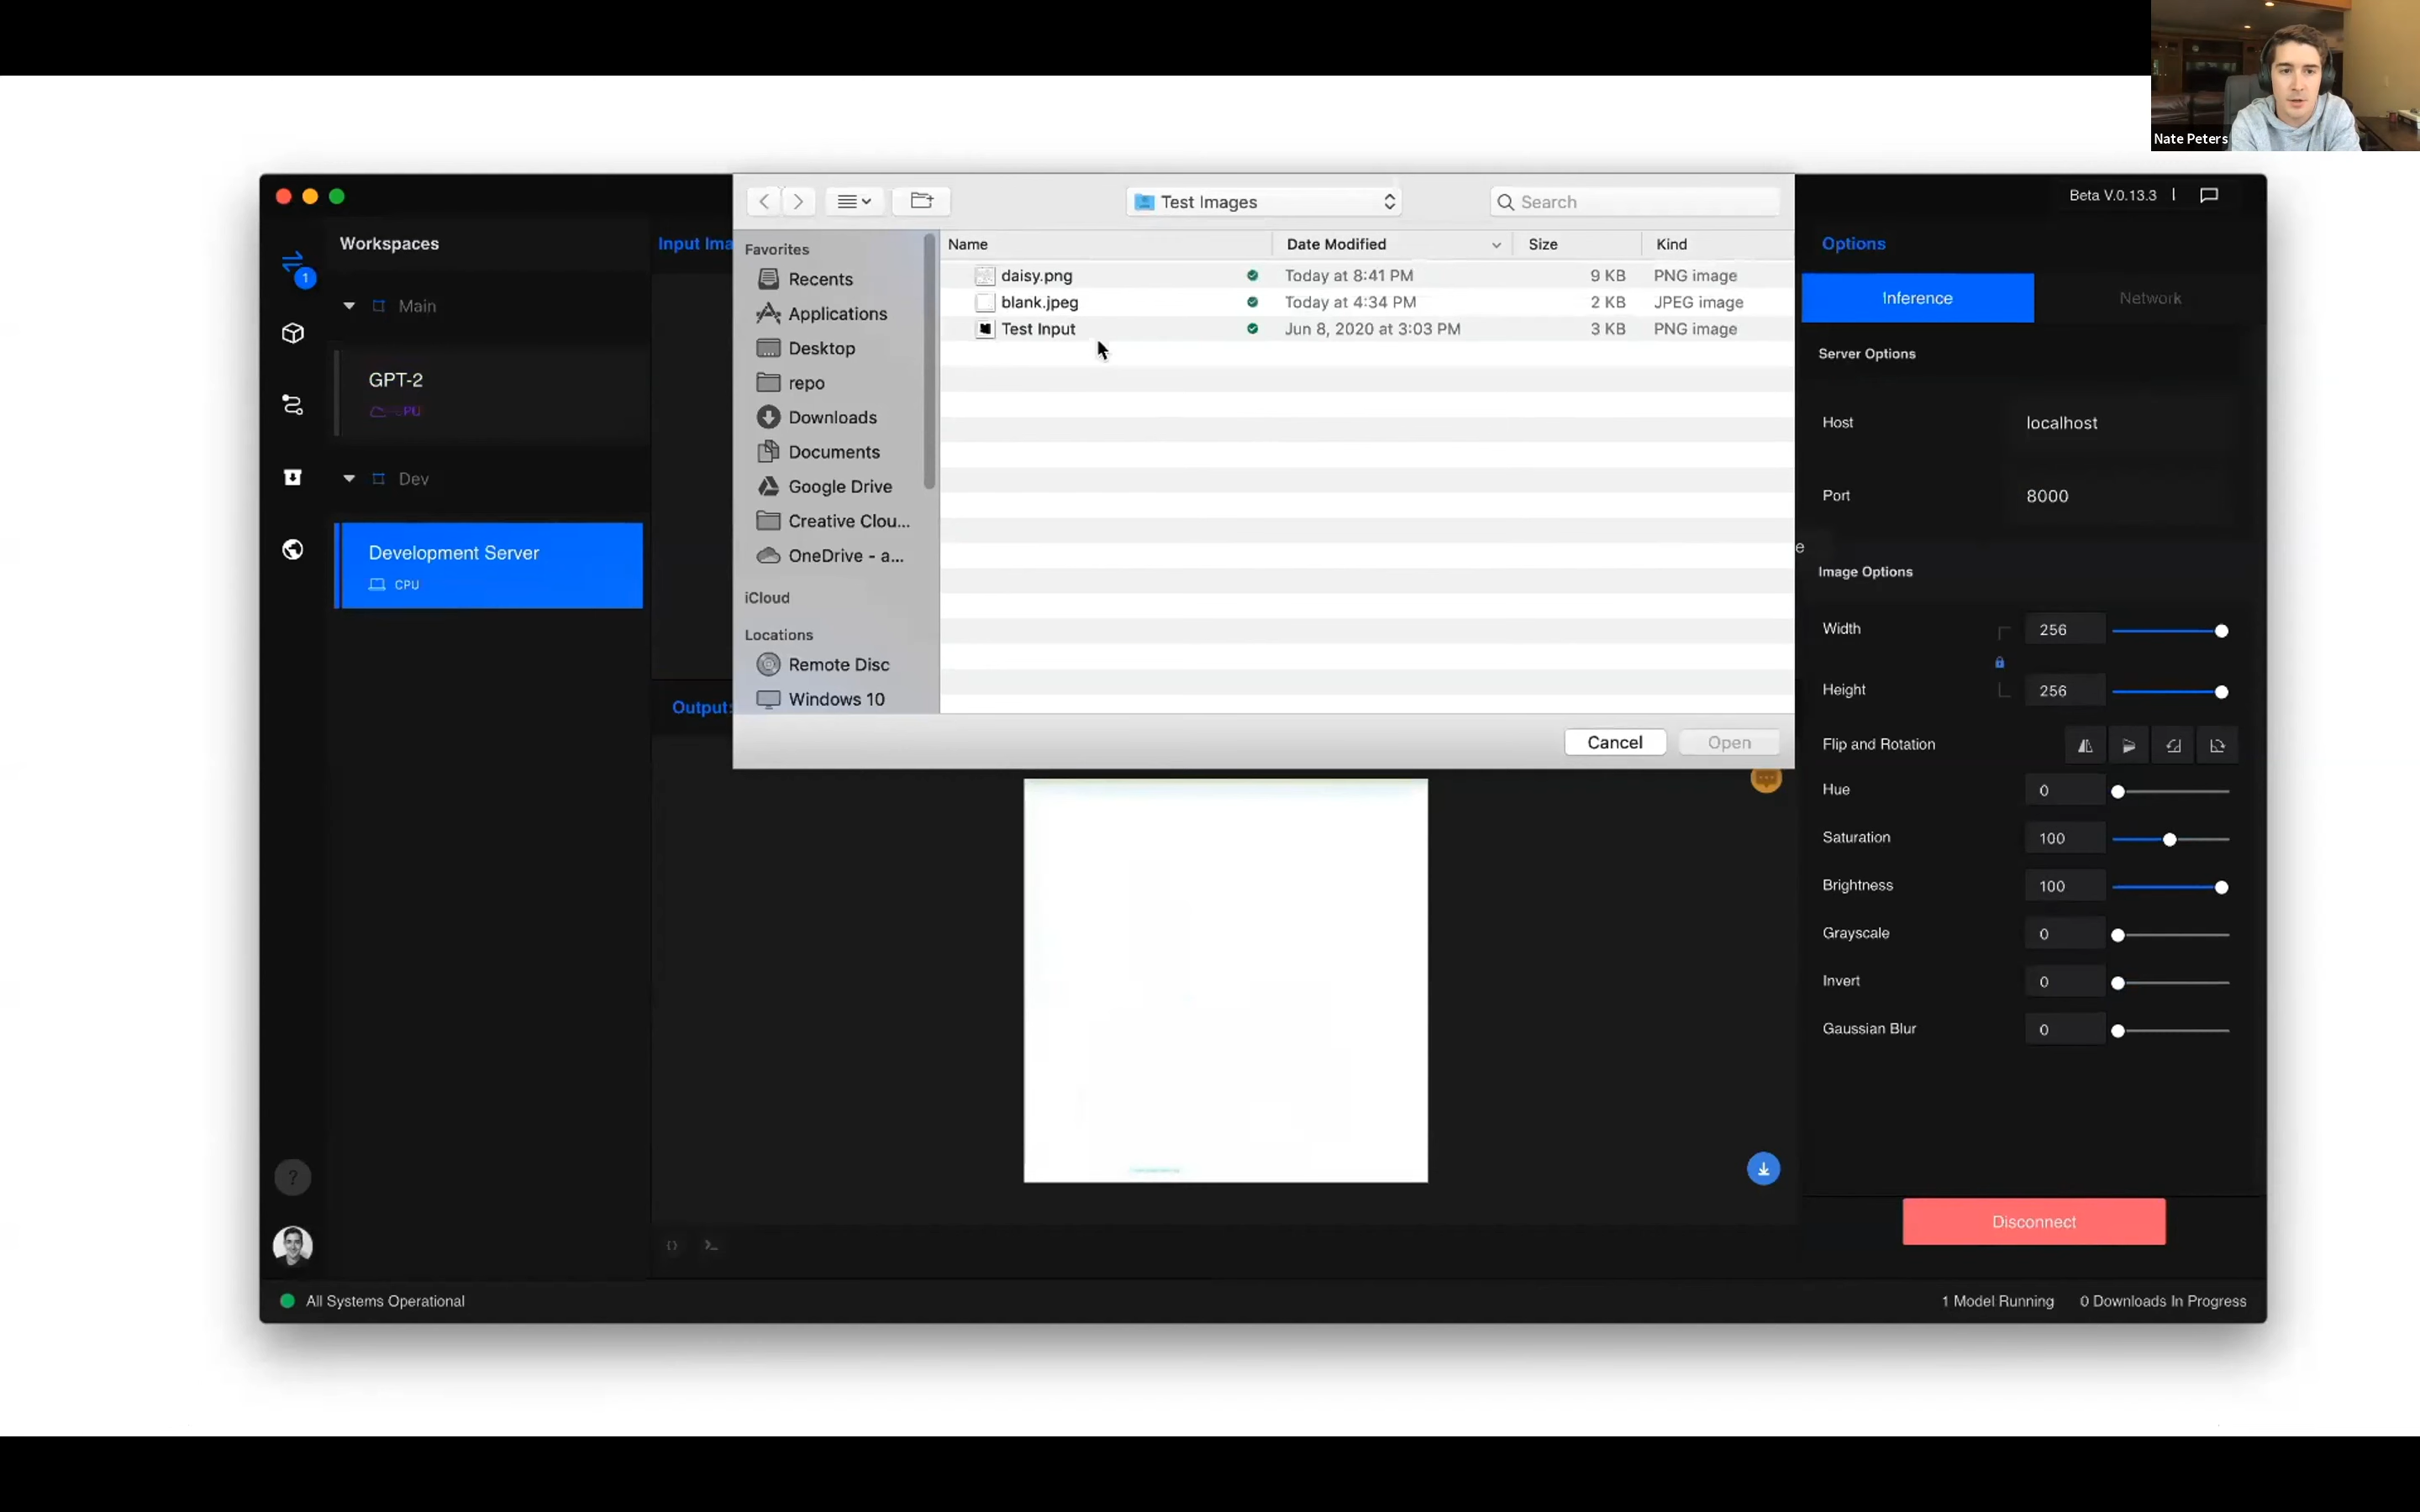 Nate Peters
Beta V.0.13.3
Workspaces
1
Main
GPT-2
Dev
Development Server
CPU
Input Ima
Test Images
Search
Favorites
Recents
Applications
Desktop
repo
Downloads
Documents
Google Drive
Creative Clou...
OneDrive - a...
iCloud
Locations
Remote Disc
Windows 10
Name Date Modified Size Kind
daisy.png Today at 8:41 PM 9 KB PNG image
blank.jpeg Today at 4:34 PM 2 KB JPEG image
Test Input Jun 8, 2020 at 3:03 PM 3 KB PNG image
Cancel Open
Output:
Options
Inference Network
Server Options
Host localhost
Port 8000
e
Image Options
Width 256
Height 256
Flip and Rotation
Hue 0
Saturation 100
Brightness 100
Grayscale 0
Invert 0
Gaussian Blur 0
Disconnect
?
All Systems Operational
1 Model Running 0 Downloads In Progress